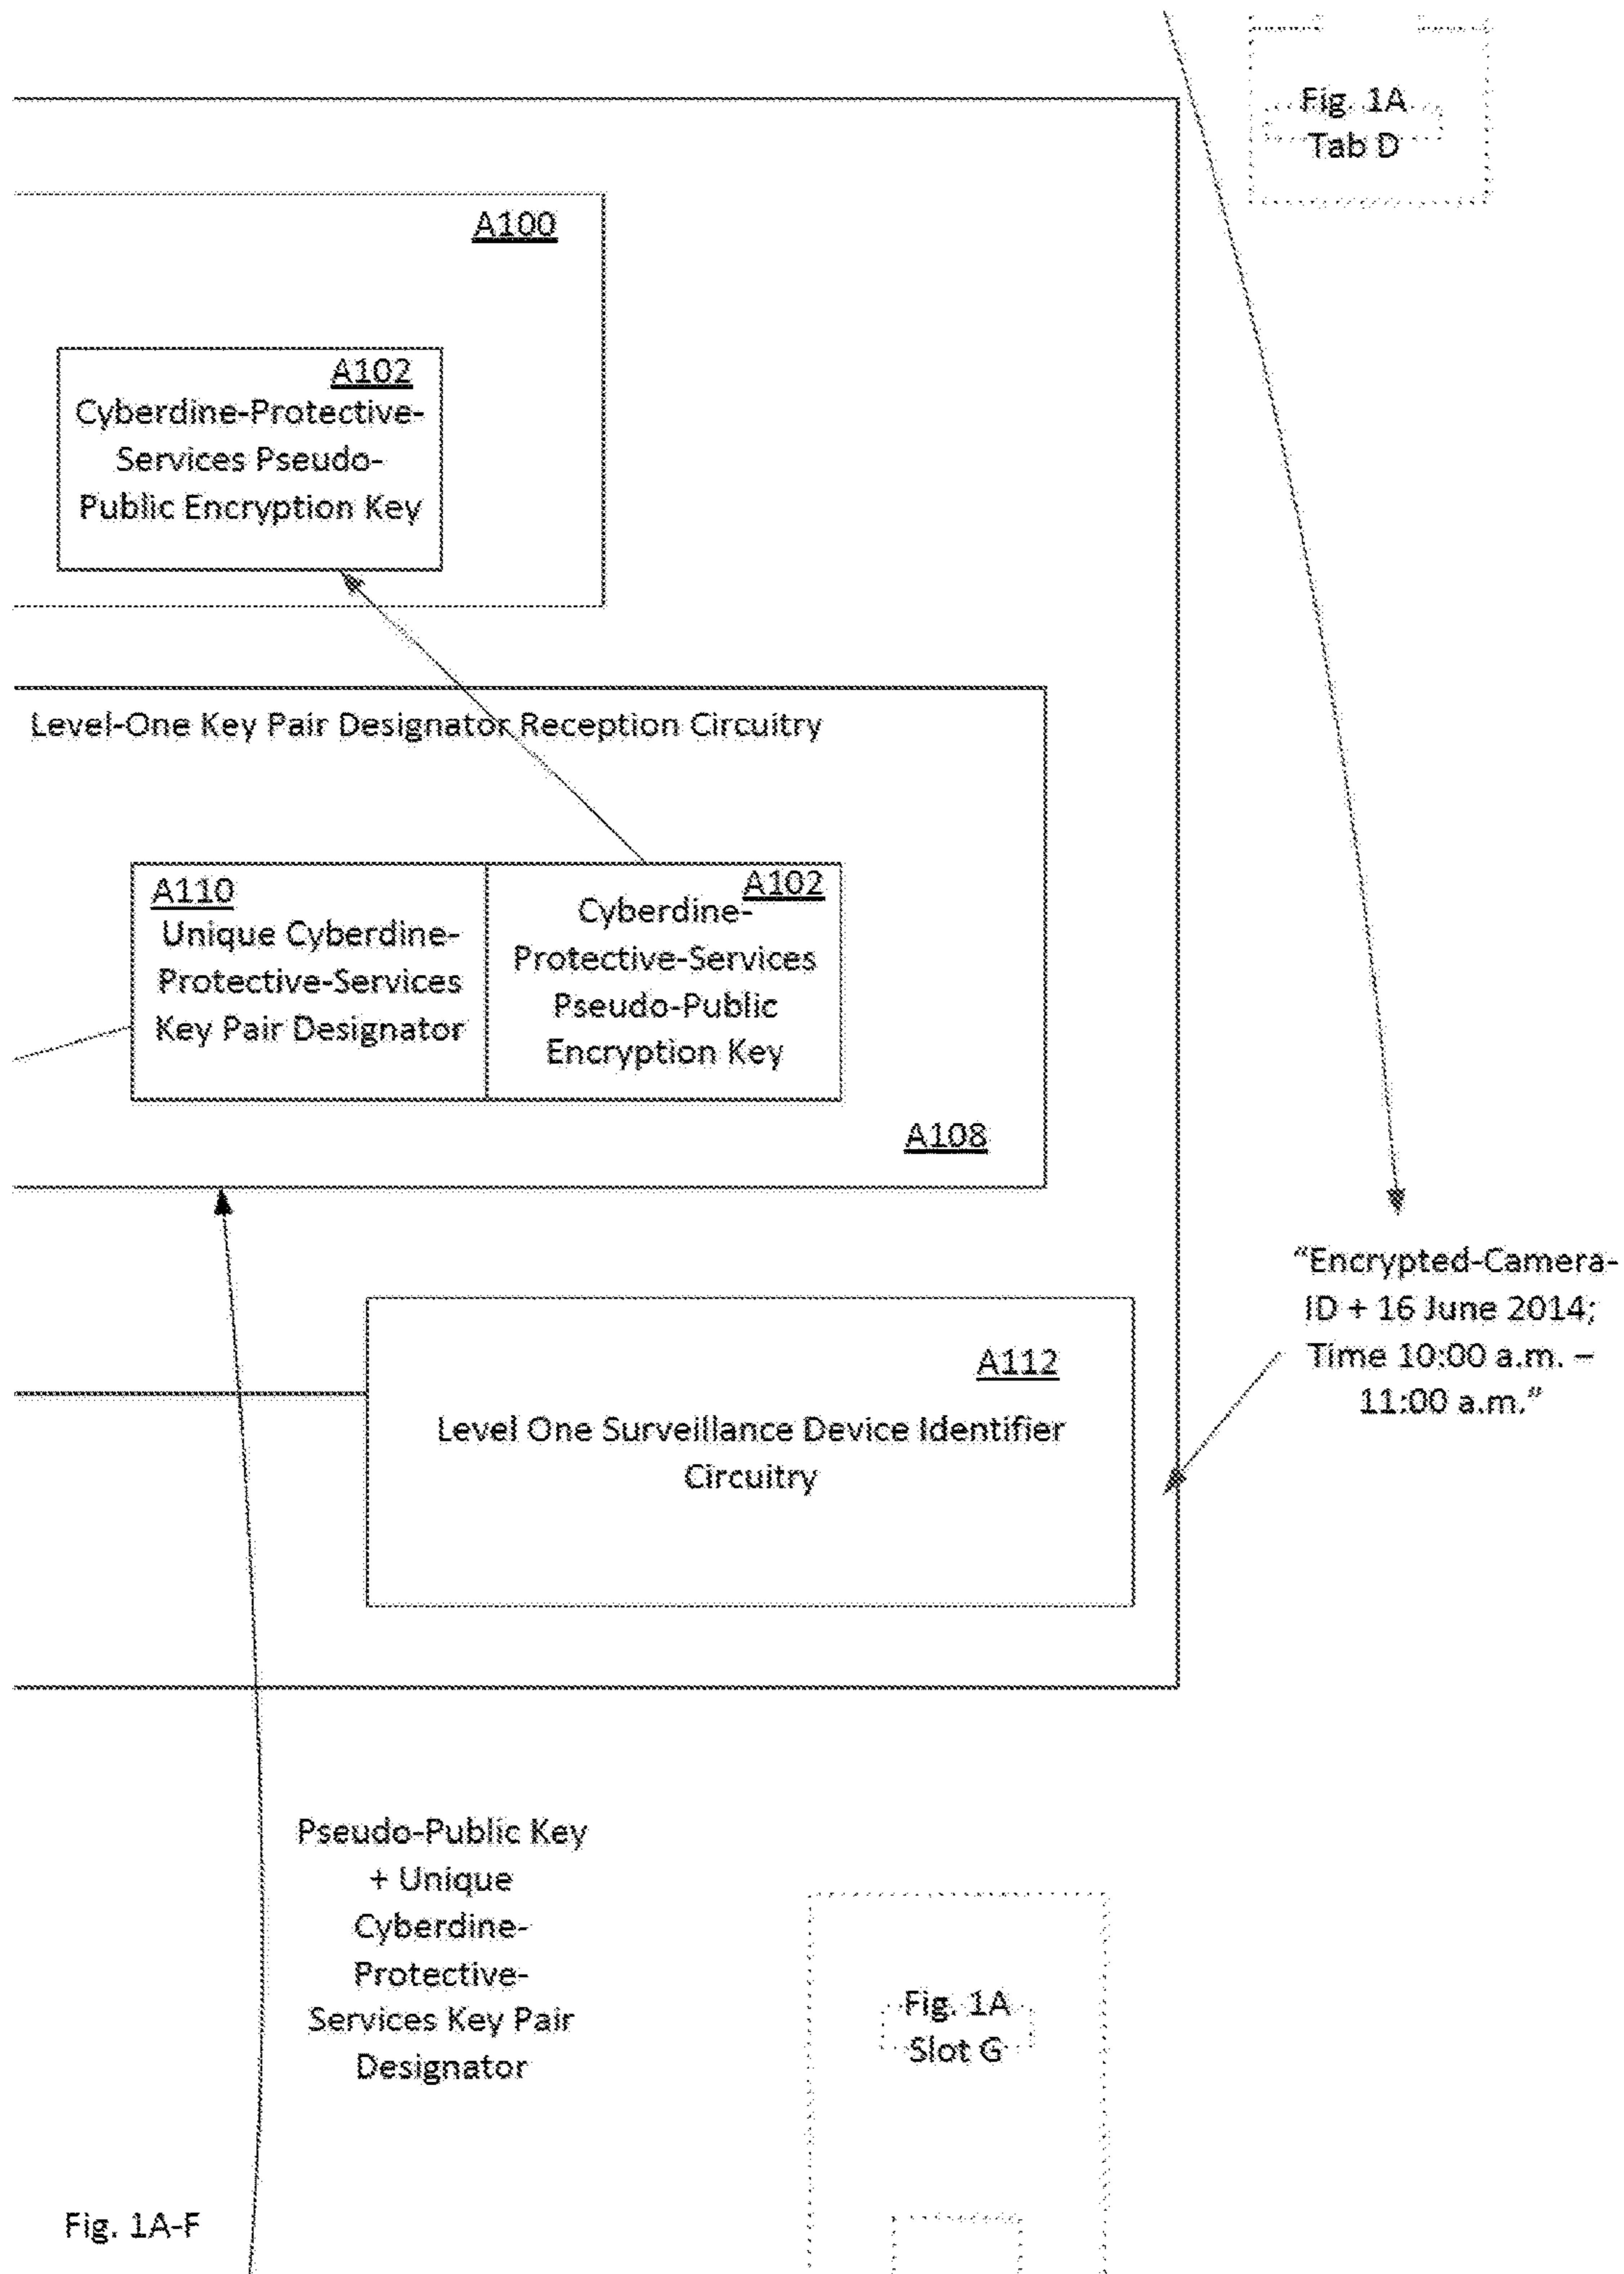 Fig. 1A
Tab D
A100
A102
Cyberdine-Protective-
Services Pseudo-
Public Encryption Key
Level-One Key Pair Designator Reception Circuitry
A110
Unique Cyberdine-
Protective-Services
Key Pair Designator
A102
Cyberdine-
Protective-Services
Pseudo-Public
Encryption Key
A108
“Encrypted-Camera-
ID + 16 June 2014;
Time 10:00 a.m. –
11:00 a.m.”
A112
Level One Surveillance Device Identifier
Circuitry
Pseudo-Public Key
+ Unique
Cyberdine-
Protective-
Services Key Pair
Designator
Fig. 1A
Slot G
Fig. 1A-F